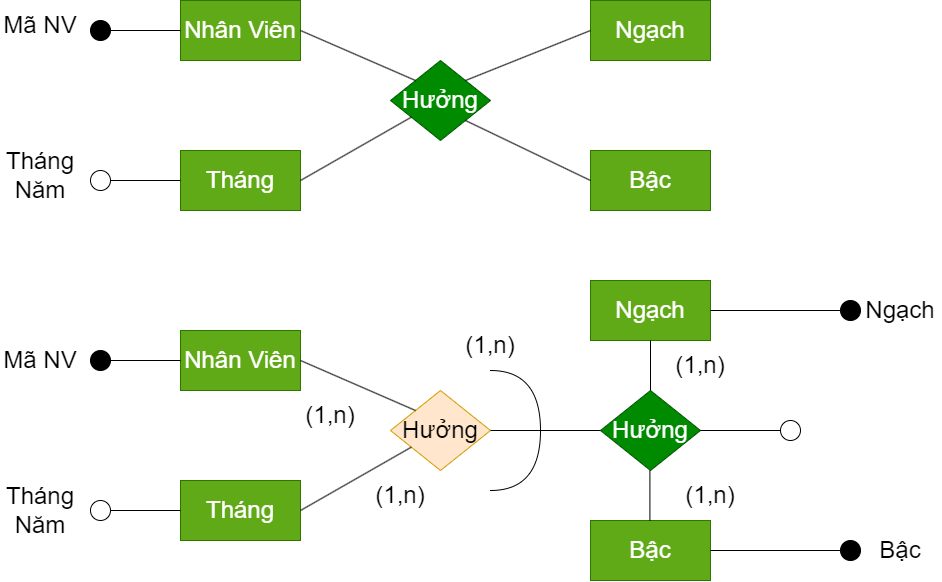 Mã NV
Nhân Viên
Ngạch
Hưởng
Tháng
Năm
Tháng
Bậc
Ngạch
Ngạch
(1,n)
(1,n)
Mã NV
Nhân Viên
(1,n)
Hưởng
Hưởng
(1,n)
(1,n)
Tháng
Năm
Tháng
Bậc
Bậc